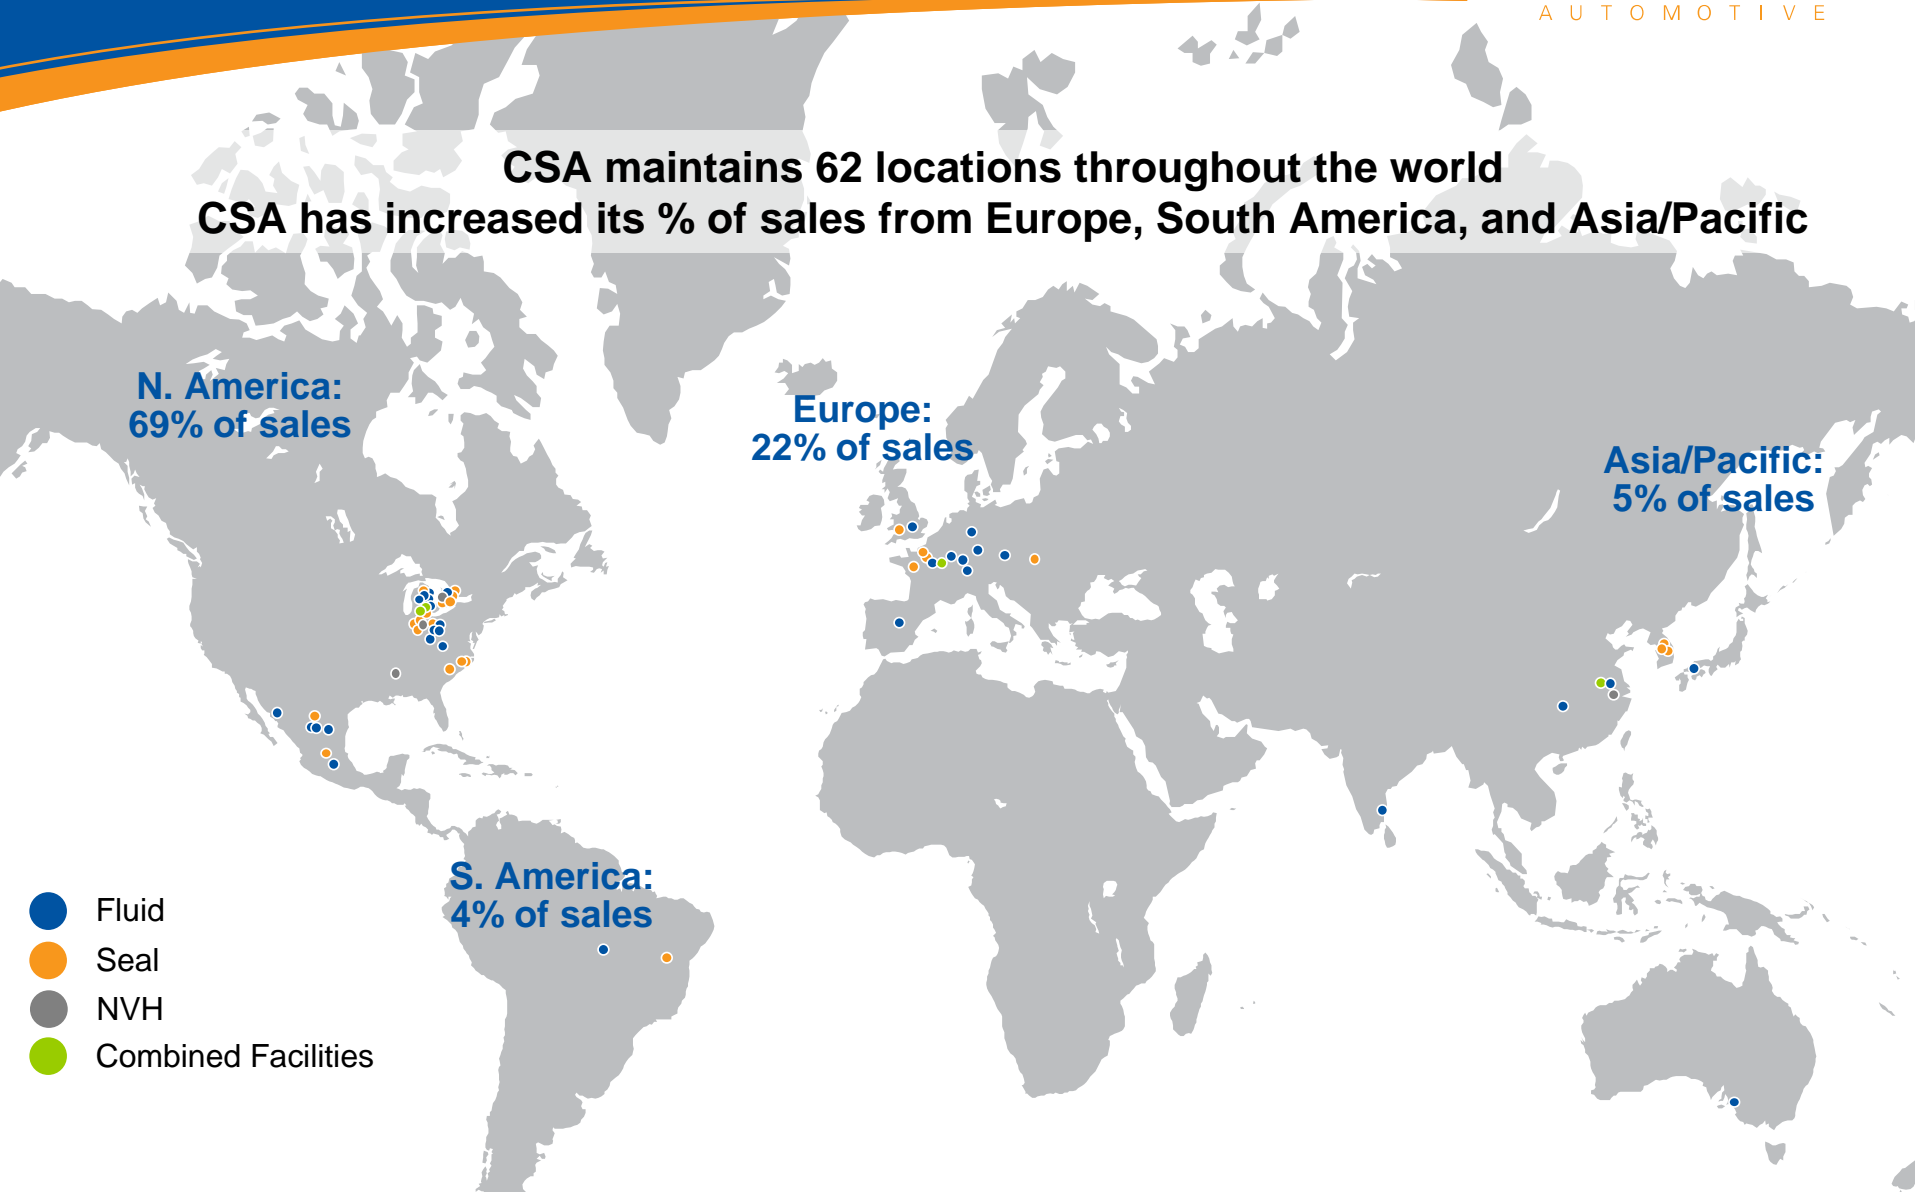 AUTOMOTIVE
CSA maintains 62 locations throughout the world
CSA has increased its % of sales from Europe, South America, and Asia/Pacific
N. America:
69% of sales
Europe:
22% of sales
Asia/Pacific:
5% of sales
S. America:
4% of sales
Fluid
Seal
NVH
Combined Facilities